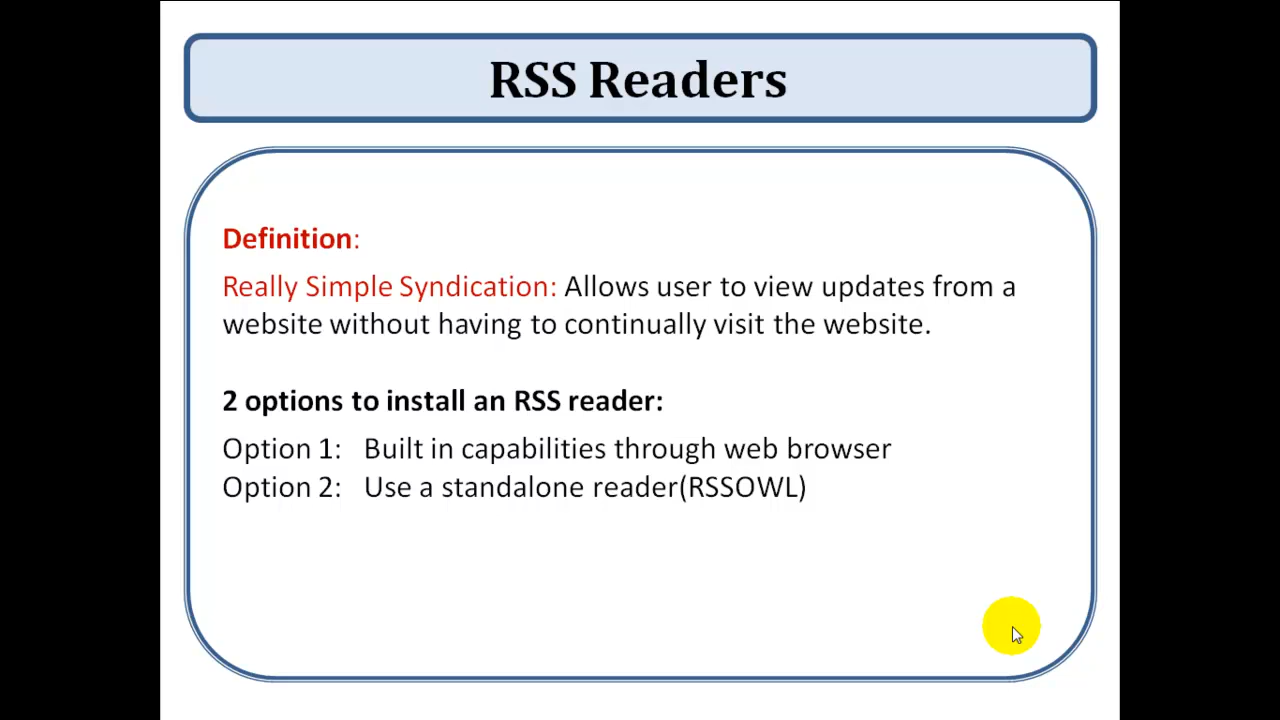 RSS Readers
Definition:
Really Simple Syndication: Allows user to view updates from a
website without having to continually visit the website.
2 options to install an RSS reader:
Option 1: Built in capabilities through web browser
Option 2: Use a standalone reader(RSSOWL)